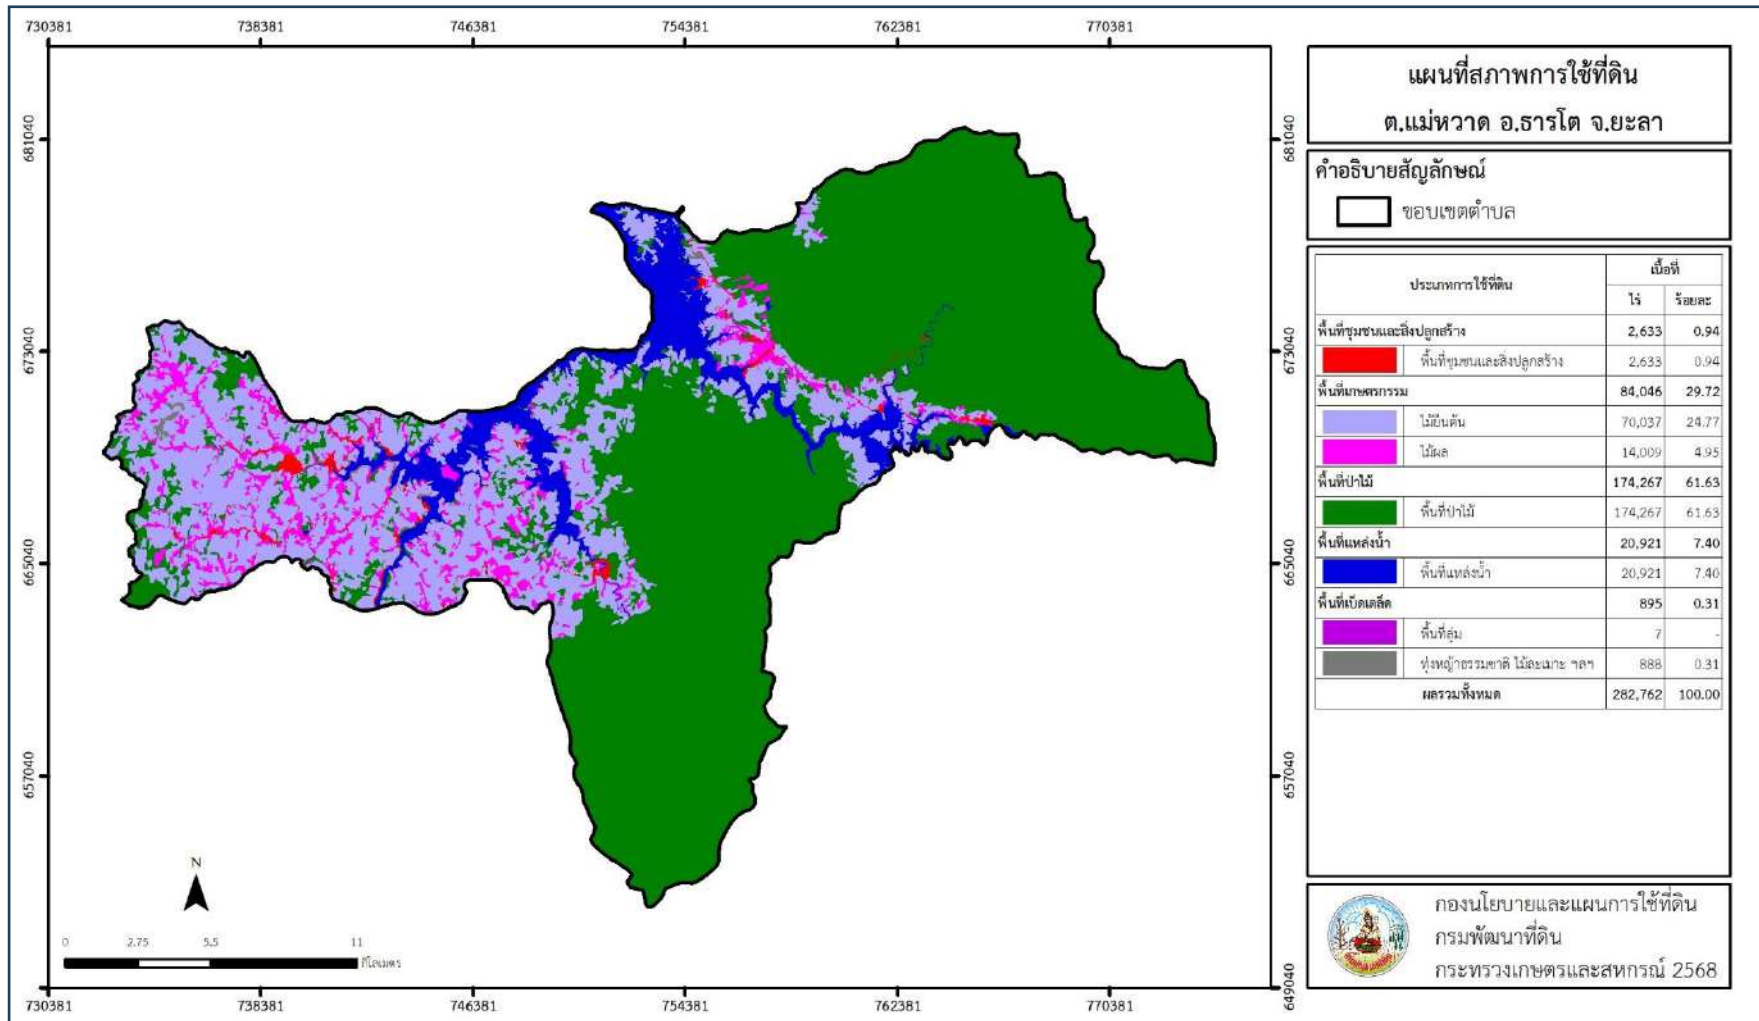 730381 738381 746381 754381 762381 770381
681040 673040 665040 657040 649040
681040 673040 665040 657040 649040
730381 738381 746381 754381 762381 770381
N
0 2.75 5.5 11
กิโลเมตร
แผนที่สภาพการใช้ที่ดิน
ต.แม่หวาด อ.ธารโต จ.ยะลา
คำอธิบายสัญลักษณ์
ขอบเขตตำบล
ประเภทการใช้ที่ดิน เนื้อที่
ไร่ ร้อยละ
พื้นที่ชุมชนและสิ่งปลูกสร้าง 2,633 0.94
พื้นที่ชุมชนและสิ่งปลูกสร้าง 2,633 0.94
พื้นที่เกษตรกรรม 84,046 29.72
ไม้ยืนต้น 70,037 24.77
ไม้ผล 14,009 4.95
พื้นที่ป่าไม้ 174,267 61.63
พื้นที่ป่าไม้ 174,267 61.63
พื้นที่แหล่งน้ำ 20,921 7.40
พื้นที่แหล่งน้ำ 20,921 7.40
พื้นที่เบ็ดเตล็ด 895 0.31
พื้นที่ลุ่ม 7 -
ทุ่งหญ้าธรรมชาติ ไม้ละเมาะ ฯลฯ 888 0.31
ผลรวมทั้งหมด 282,762 100.00
กองนโยบายและแผนการใช้ที่ดิน
กรมพัฒนาที่ดิน
กระทรวงเกษตรและสหกรณ์ 2568